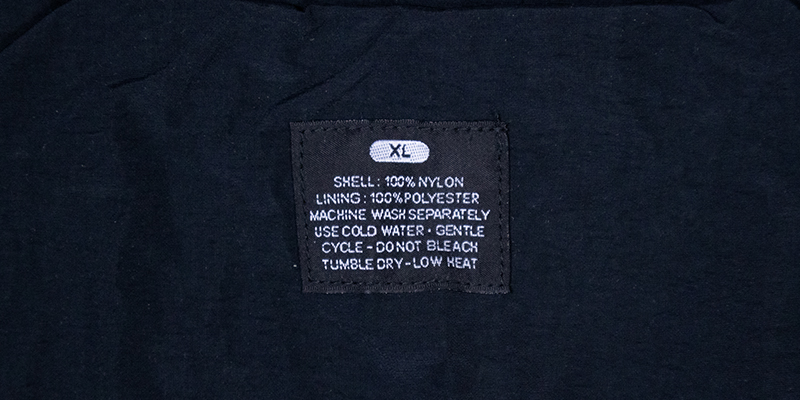 XL
SHELL: 100% NYLON
LINING: 100% POLYESTER
MACHINE WASH SEPARATELY
USE COLD WATER · GENTLE
CYCLE - DO NOT BLEACH
TUMBLE DRY - LOW HEAT